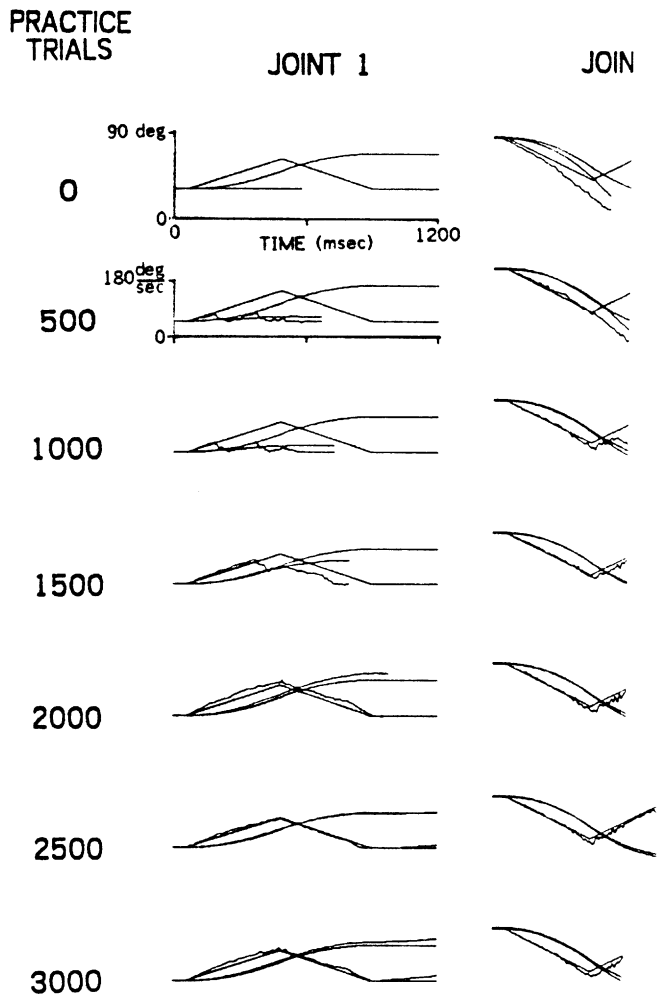 PRACTICE
TRIALS
JOINT 1
JOIN
90 deg
0
0
0
1200
TIME (msec)
180 deg
sec
500
0
1000
1500
2000
2500
3000